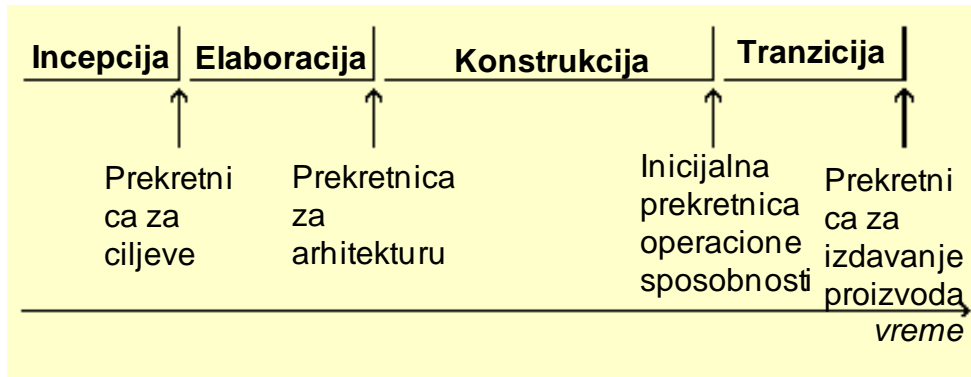 Incepcija
Elaboracija
Konstrukcija
Tranzicija
Prekretni
ca za
ciljeve
Prekretnica
za
arhitekturu
Inicijalna
prekretnica
operacione
sposobnosti
Prekretni
ca za
izdavanje
proizvoda
vreme